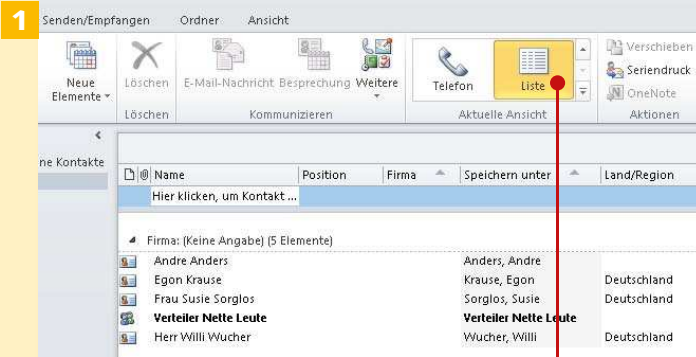 1
Senden/Empfangen Ordner Ansicht
Neue Elemente
Löschen
E-Mail-Nachricht Besprechung Weitere
Telefon Liste
Verschieben
Seriendruck
OneNote
Löschen Kommunizieren Aktuelle Ansicht Aktionen
ne Kontakte
Name Position Firma Speichern unter Land/Region
Hier klicken, um Kontakt ...
Firma: (Keine Angabe) (5 Elemente)
Andre Anders Anders, Andre
Egon Krause Krause, Egon Deutschland
Frau Susie Sorglos Sorglos, Susie Deutschland
Verteiler Nette Leute Verteiler Nette Leute
Herr Willi Wucher Wucher, Willi Deutschland